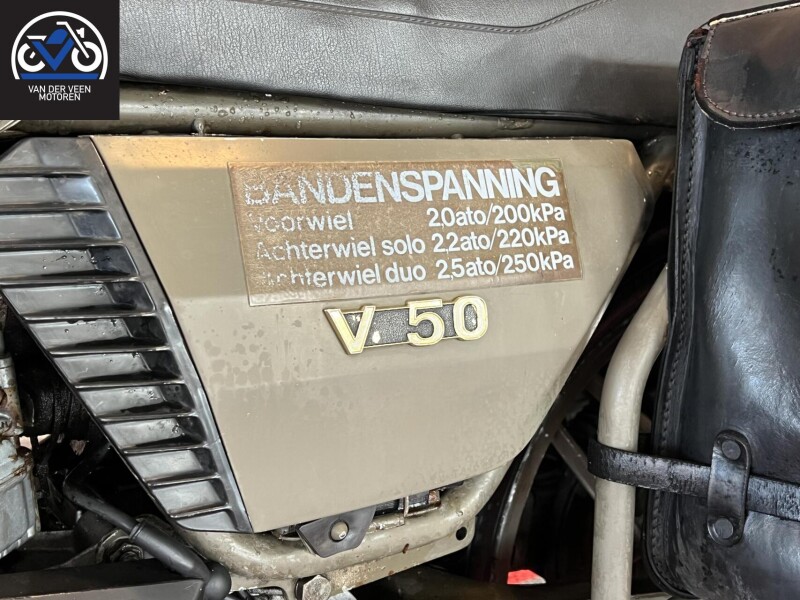 VAN DER VEEN
MOTOREN
BANDENSPANNING
Voorwiel 2.0ato/200kPa
Achterwiel solo 2.2ato/220kPa
Achterwiel duo 2.5ato/250kPa
V 50